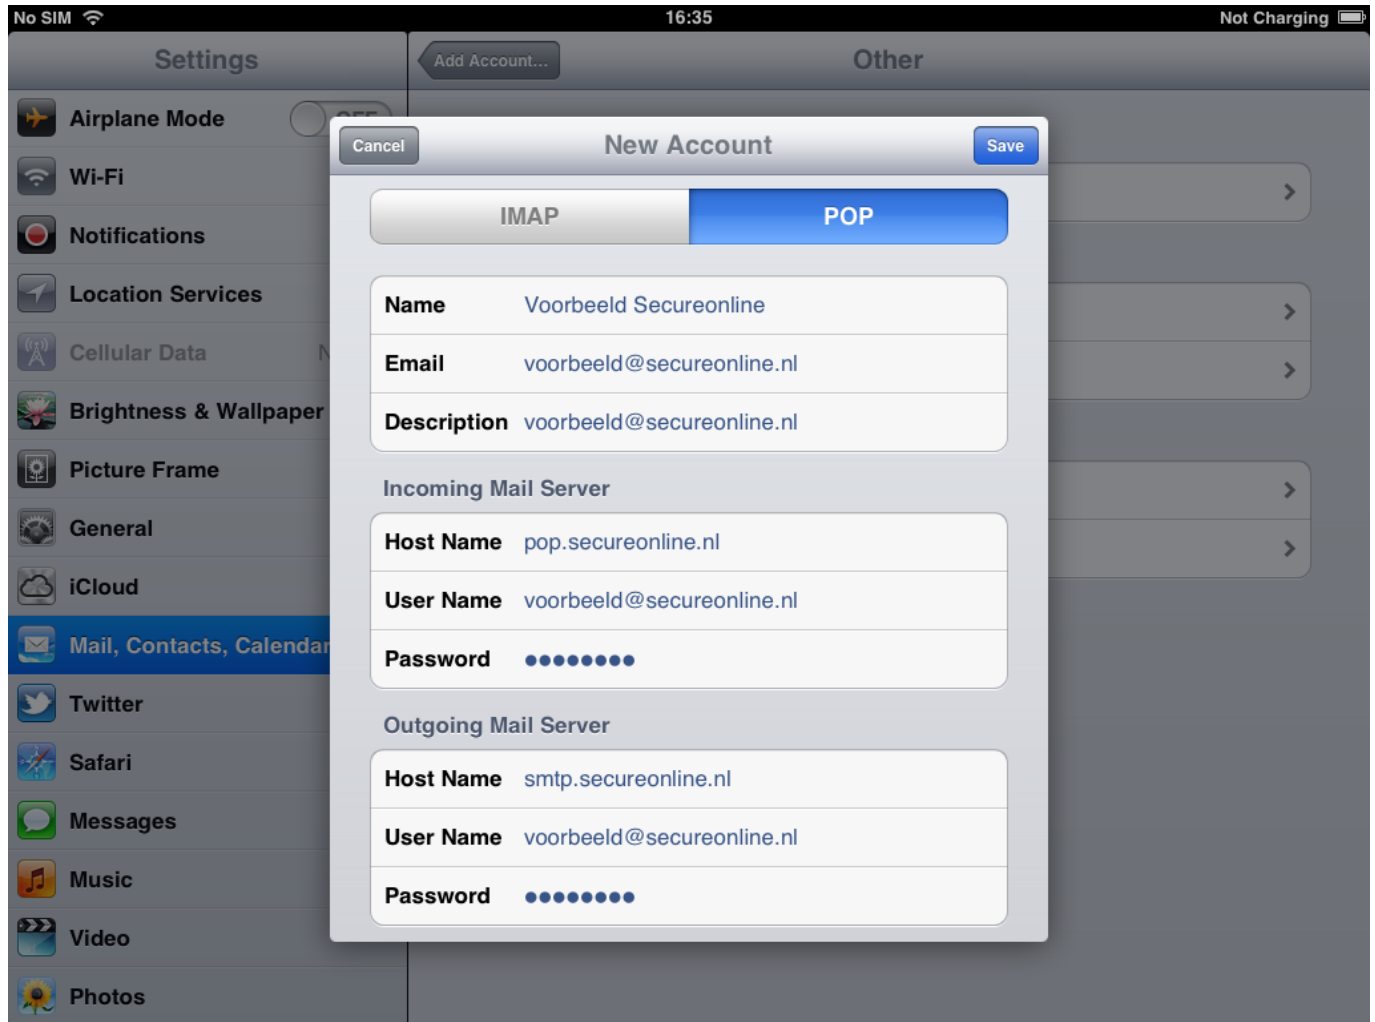 No SIM 16:35 Not Charging
Settings Add Account... Other
Airplane Mode OFF
Wi-Fi
Notifications
Location Services
Cellular Data N
Brightness & Wallpaper
Picture Frame
General
iCloud
Mail, Contacts, Calendar
Twitter
Safari
Messages
Music
Video
Photos
Cancel New Account Save
IMAP POP
Name Voorbeeld Secureonline
Email voorbeeld@secureonline.nl
Description voorbeeld@secureonline.nl
Incoming Mail Server
Host Name pop.secureonline.nl
User Name voorbeeld@secureonline.nl
Password ●●●●●●●●
Outgoing Mail Server
Host Name smtp.secureonline.nl
User Name voorbeeld@secureonline.nl
Password ●●●●●●●●